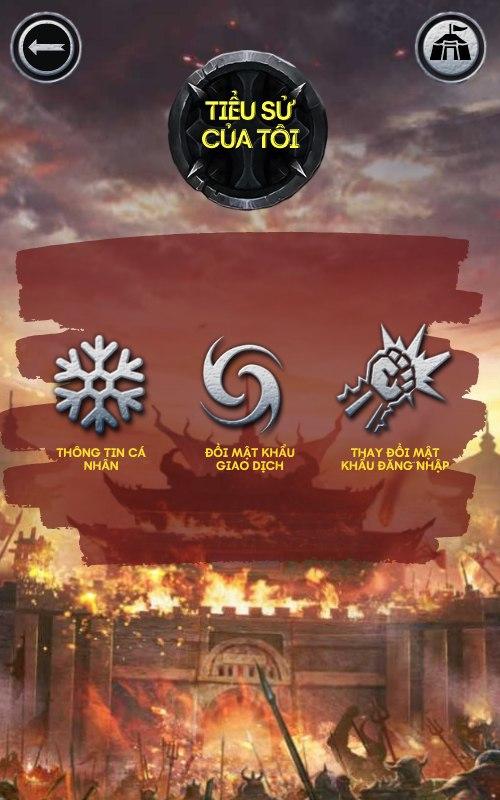 TIỂU SỬ
CỦA TÔI
THÔNG TIN CÁ
NHÂN
ĐỔI MẬT KHẨU
GIAO DỊCH
THAY ĐỔI MẬT
KHẨU ĐĂNG NHẬP